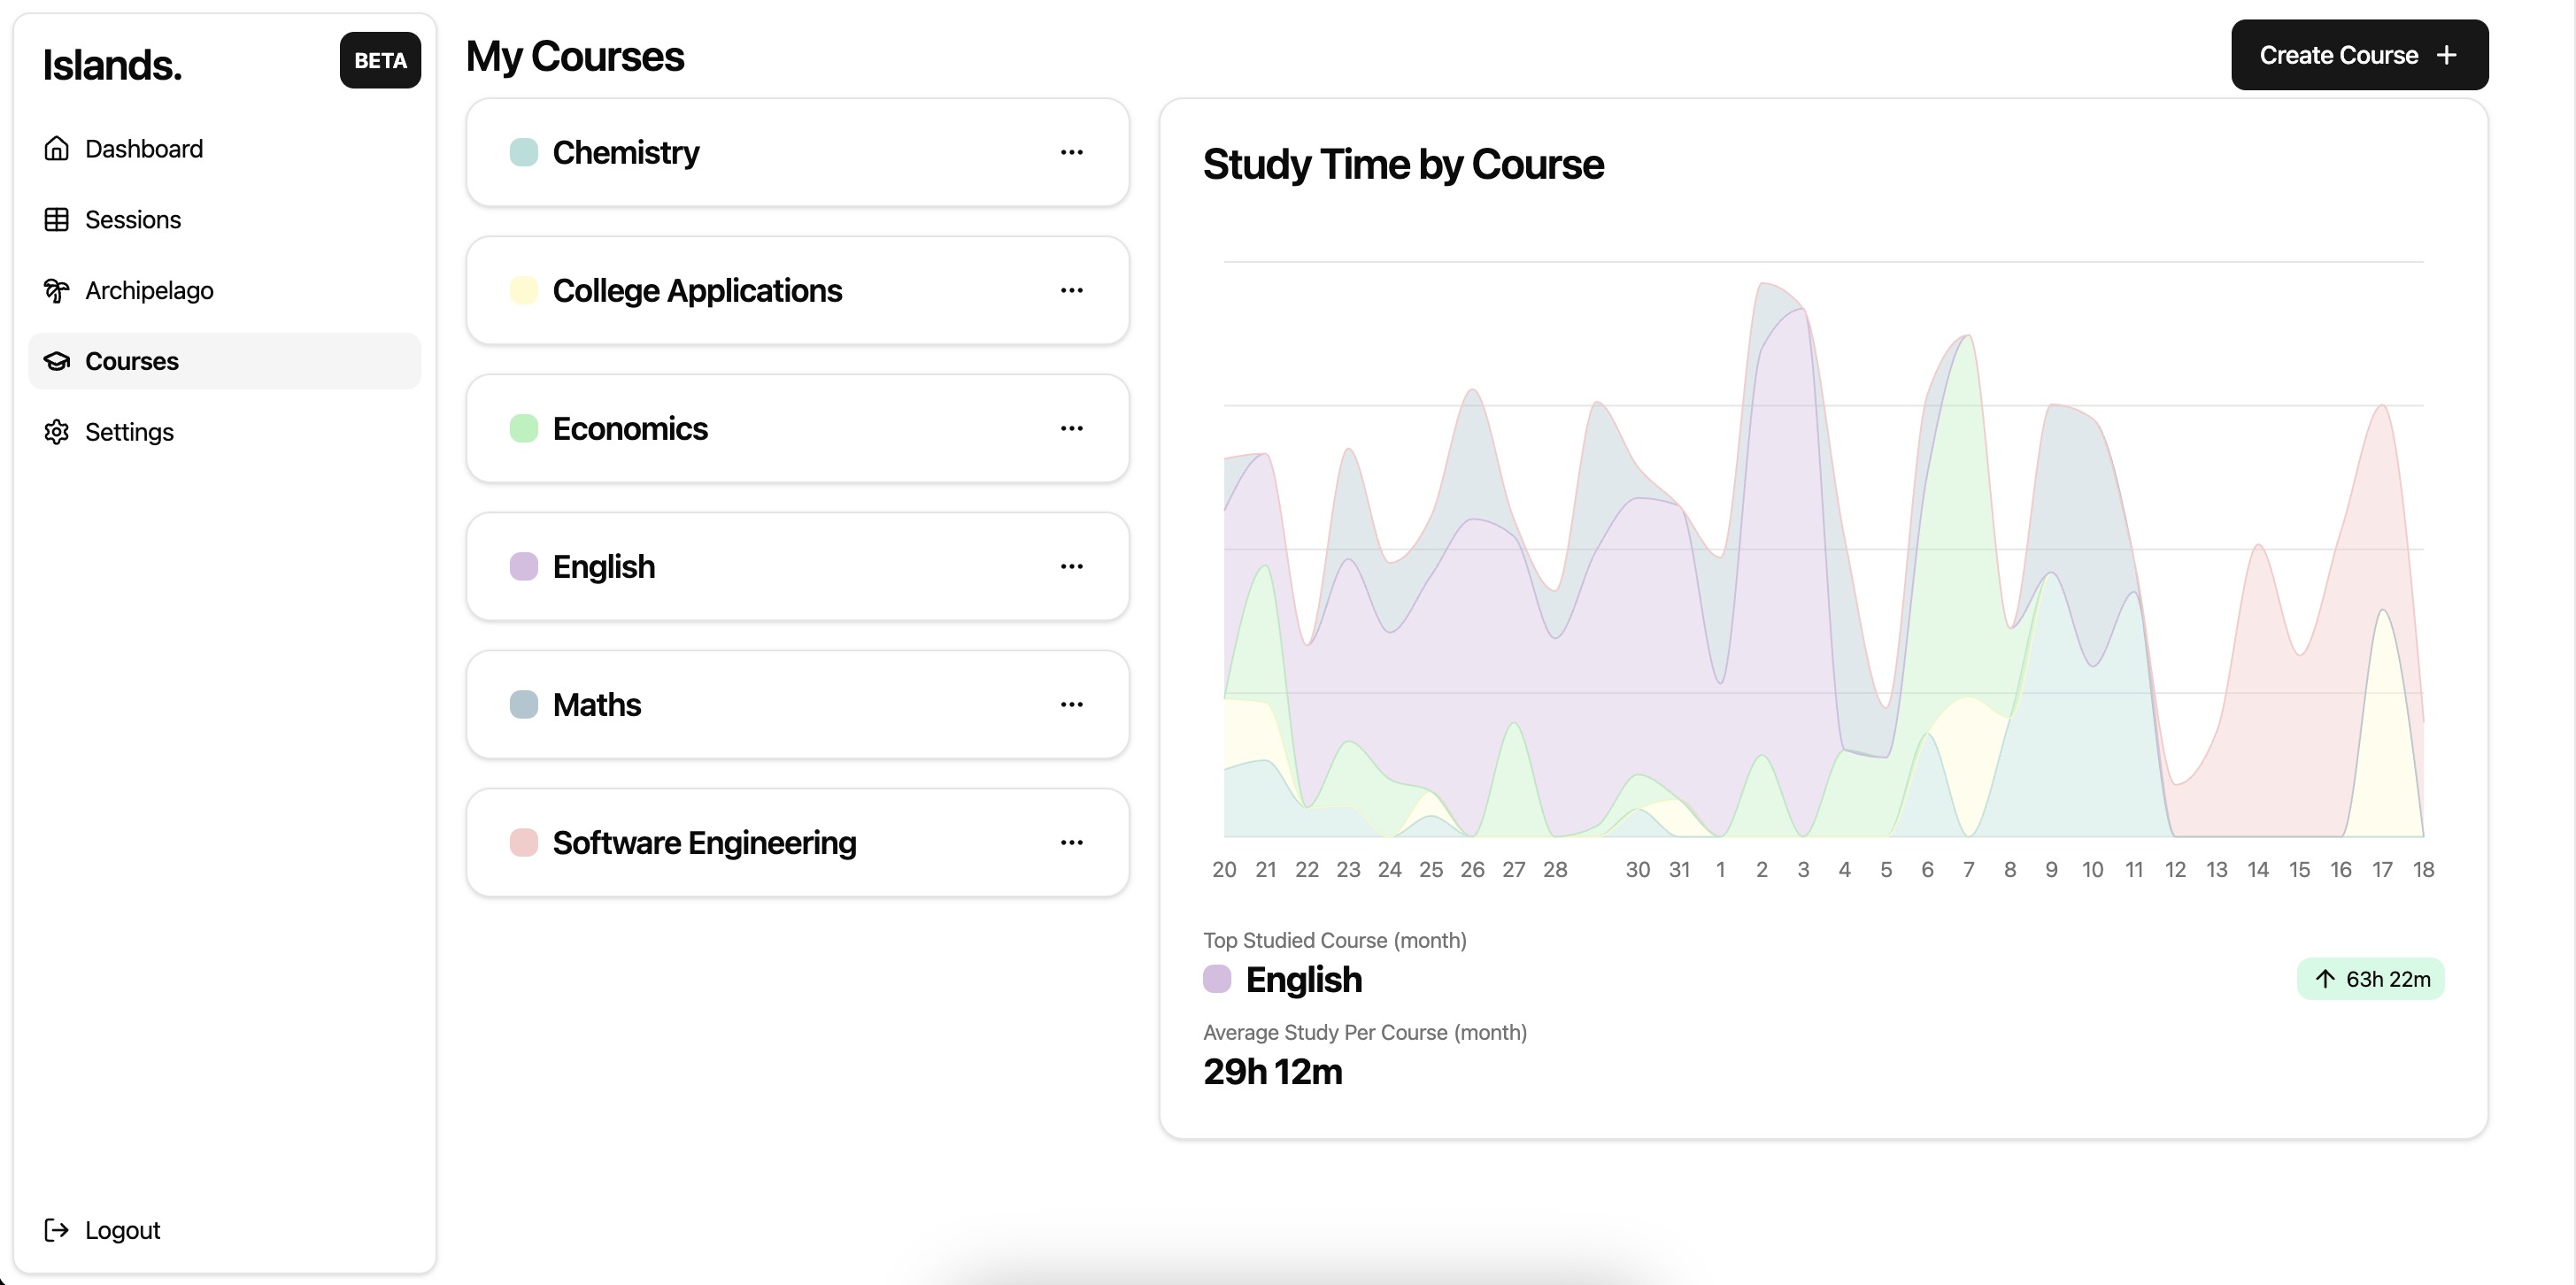 Islands.
BETA
Dashboard
Sessions
Archipelago
Courses
Settings
Logout
My Courses
Create Course
Chemistry
College Applications
Economics
English
Maths
Software Engineering
Study Time by Course
20 21 22 23 24 25 26 27 28 30 31 1 2 3 4 5 6 7 8 9 10 11 12 13 14 15 16 17 18
Top Studied Course (month)
English
63h 22m
Average Study Per Course (month)
29h 12m